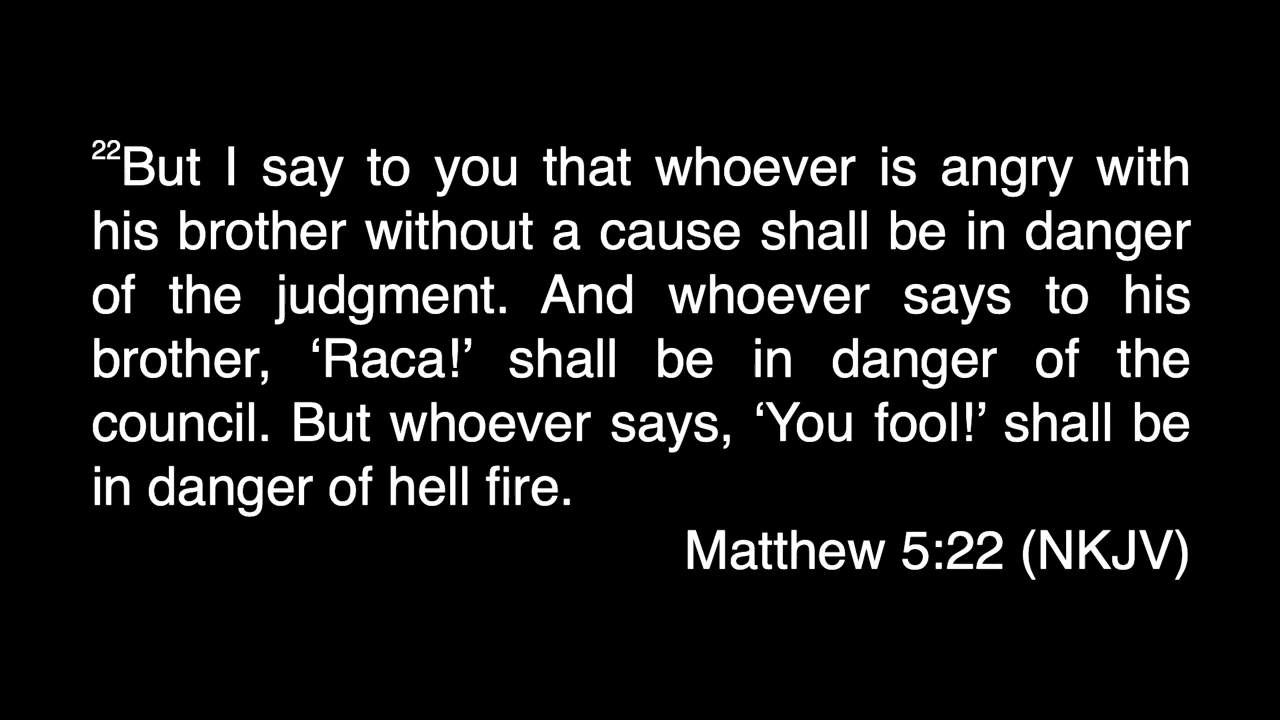 22But I say to you that whoever is angry with
his brother without a cause shall be in danger
of the judgment. And whoever says to his
brother, ‘Raca!’ shall be in danger of the
council. But whoever says, ‘You fool!’ shall be
in danger of hell fire.
Matthew 5:22 (NKJV)